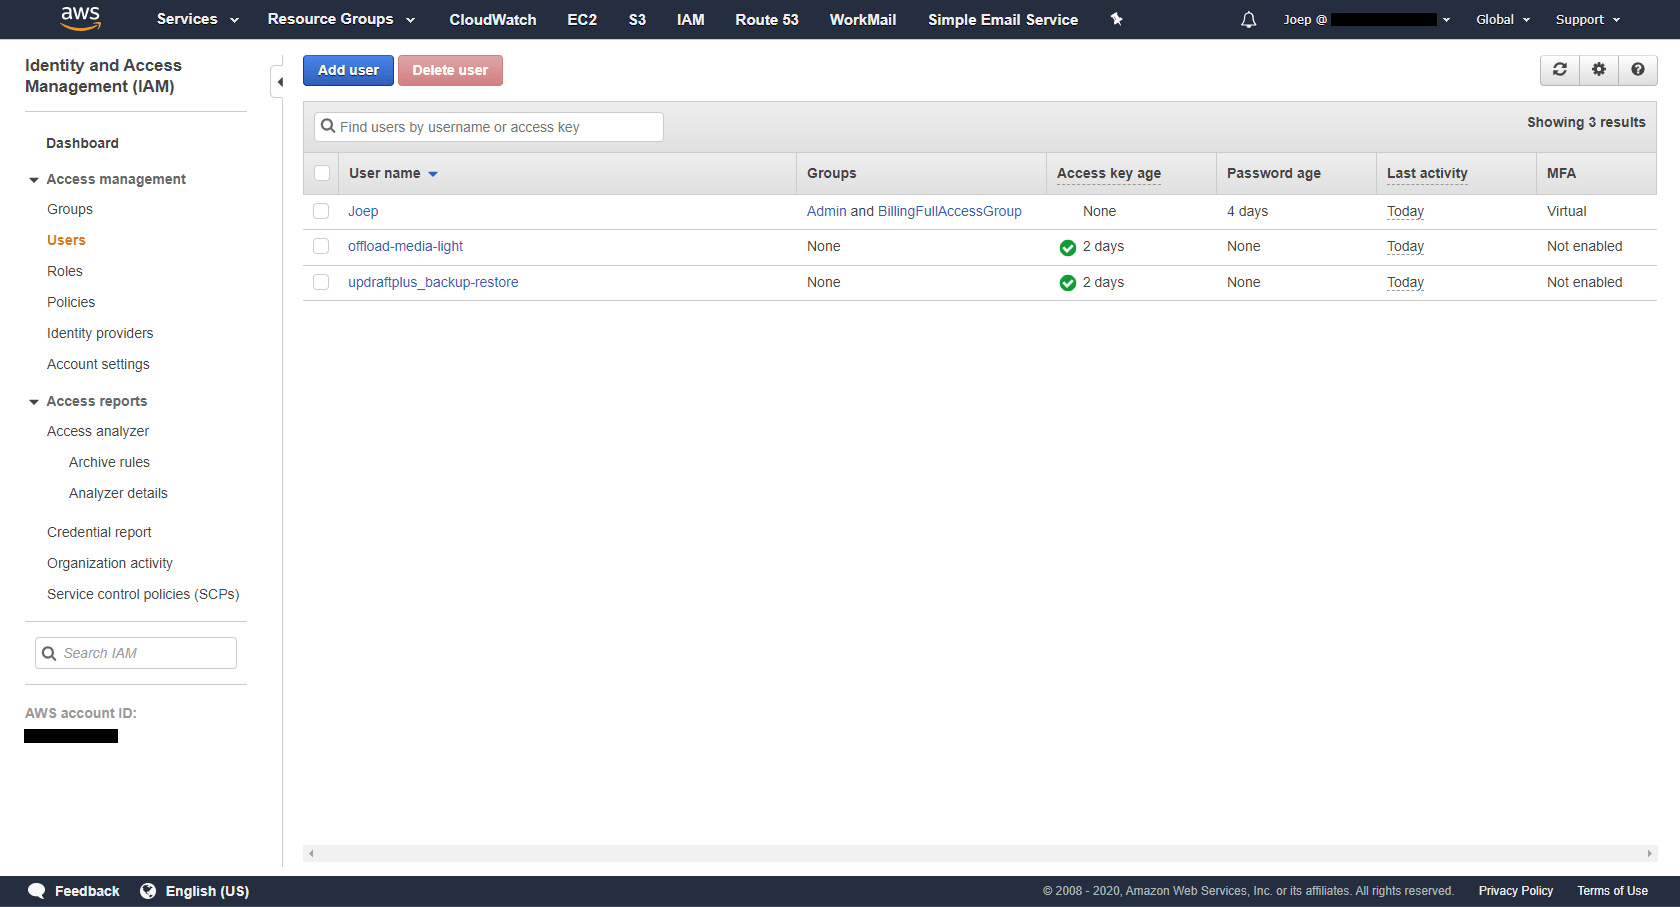 aws Services Resource Groups CloudWatch EC2 S3 IAM Route 53 WorkMail Simple Email Service Joep @ Global Support
Identity and Access
Management (IAM)
Dashboard
Access management
Groups
Users
Roles
Policies
Identity providers
Account settings
Access reports
Access analyzer
Archive rules
Analyzer details
Credential report
Organization activity
Service control policies (SCPs)
Search IAM
AWS account ID:
Add user Delete user
Find users by username or access key
Showing 3 results
User name Groups Access key age Password age Last activity MFA
Joep Admin and BillingFullAccessGroup None 4 days Today Virtual
offload-media-light None 2 days None Today Not enabled
updraftplus_backup-restore None 2 days None Today Not enabled
Feedback English (US) © 2008 - 2020, Amazon Web Services, Inc. or its affiliates. All rights reserved. Privacy Policy Terms of Use